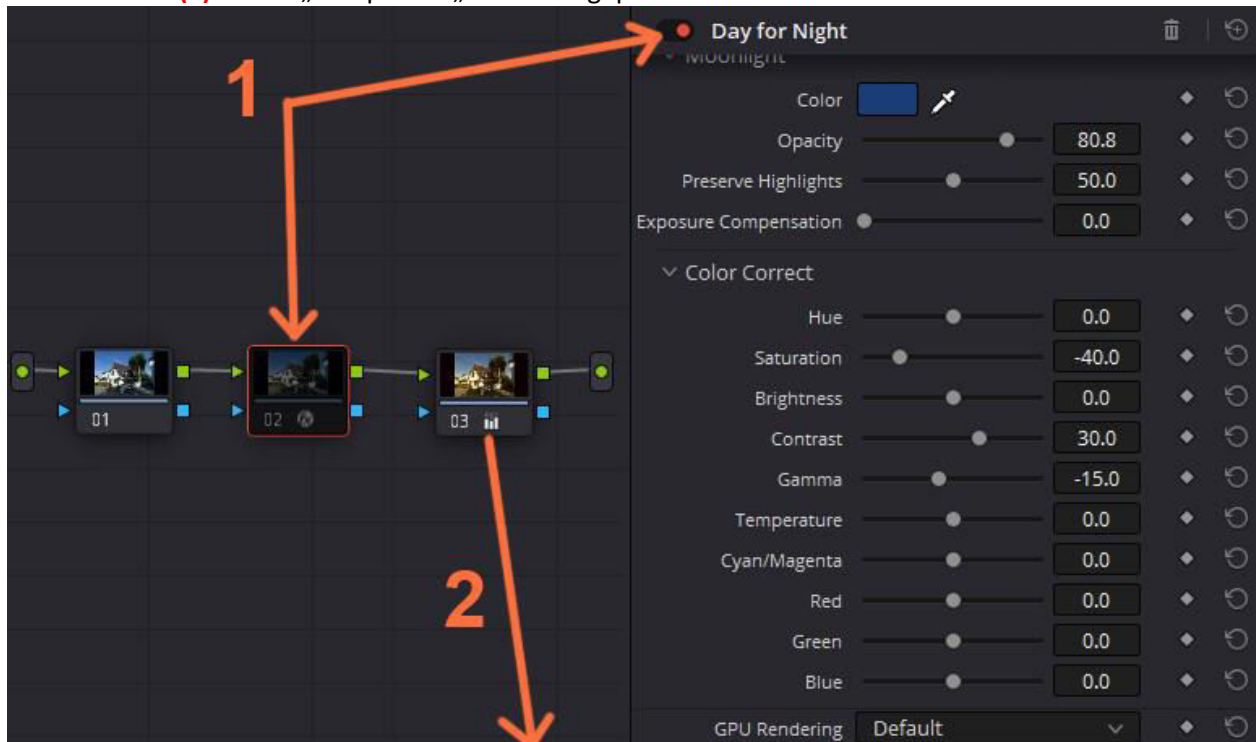 1
Day for Night
Moonlight
Color
Opacity 80.8
Preserve Highlights 50.0
Exposure Compensation 0.0
Color Correct
Hue 0.0
Saturation -40.0
Brightness 0.0
Contrast 30.0
Gamma -15.0
Temperature 0.0
Cyan/Magenta 0.0
Red 0.0
Green 0.0
Blue 0.0
GPU Rendering Default
01
02
03
2